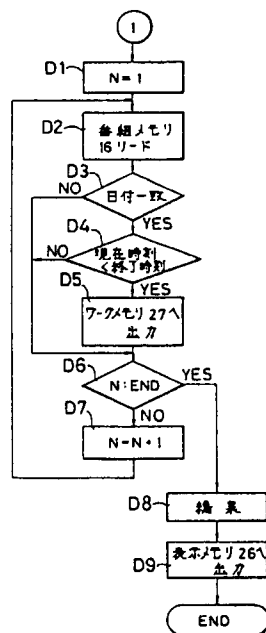 1
D1
N=1
D2
番組メモリ
16リード
D3
NO
日付一致
YES
D4
NO
現在時刻
<終了時刻
YES
D5
ワークメモリ27へ
出力
D6
N:END
YES
NO
D7
N=N+1
D8
編集
D9
表示メモリ26へ
出力
END